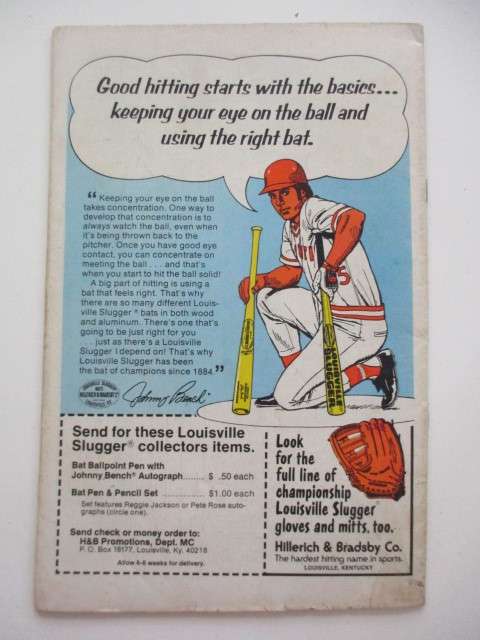 Good hitting starts with the basics...
keeping your eye on the ball and
using the right bat.
“Keeping your eye on the ball
takes concentration. One way to
develop that concentration is to
always watch the ball, even when
it's being thrown back to the
pitcher. Once you have good eye
contact, you can concentrate on
meeting the ball . . . and that's
when you start to hit the ball solid!
A big part of hitting is using a
bat that feels right. That's why
there are so many different Louis-
ville Slugger® bats in both wood
and aluminum. There's one that's
going to be just right for you
. . . just as there's a Louisville
Slugger I depend on! That's why
Louisville Slugger has been
the bat of champions since 1884.”
Johnny Bench
LOUISVILLE
SLUGGER
5
Send for these Louisville
Slugger® collectors items.
Bat Ballpoint Pen with
Johnny Bench® Autograph....... $ .50 each
Bat Pen & Pencil Set .............. $1.00 each
Set features Reggie Jackson or Pete Rose auto-
graphs (circle one).
Send check or money order to:
H&B Promotions, Dept. MC
P. O. Box 18177, Louisville, Ky. 40218
Allow 6-8 weeks for delivery.
Look
for the
full line of
championship
Louisville Slugger®
gloves and mitts, too.
Hillerich & Bradsby Co.
The hardest hitting name in sports.
LOUISVILLE, KENTUCKY